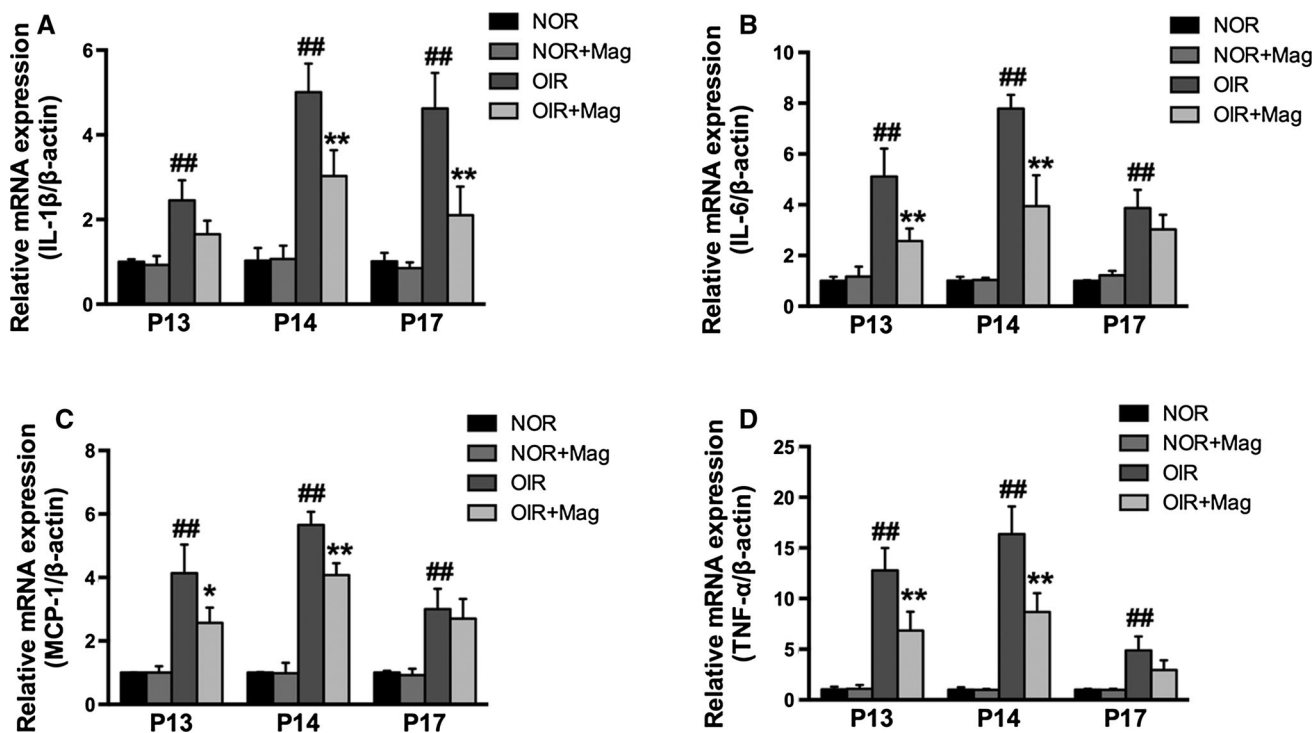 A
Relative mRNA expression
(IL-1β/β-actin)
6
4
2
0
##
##
**
##
**
P13
P14
P17
NOR
NOR+Mag
OIR
OIR+Mag
B
Relative mRNA expression
(IL-6/β-actin)
10
8
6
4
2
0
##
**
##
**
##
P13
P14
P17
NOR
NOR+Mag
OIR
OIR+Mag
C
Relative mRNA expression
(MCP-1/β-actin)
8
6
4
2
0
##
*
##
**
##
P13
P14
P17
NOR
NOR+Mag
OIR
OIR+Mag
D
Relative mRNA expression
(TNF-α/β-actin)
25
20
15
10
5
0
##
**
##
**
##
P13
P14
P17
NOR
NOR+Mag
OIR
OIR+Mag